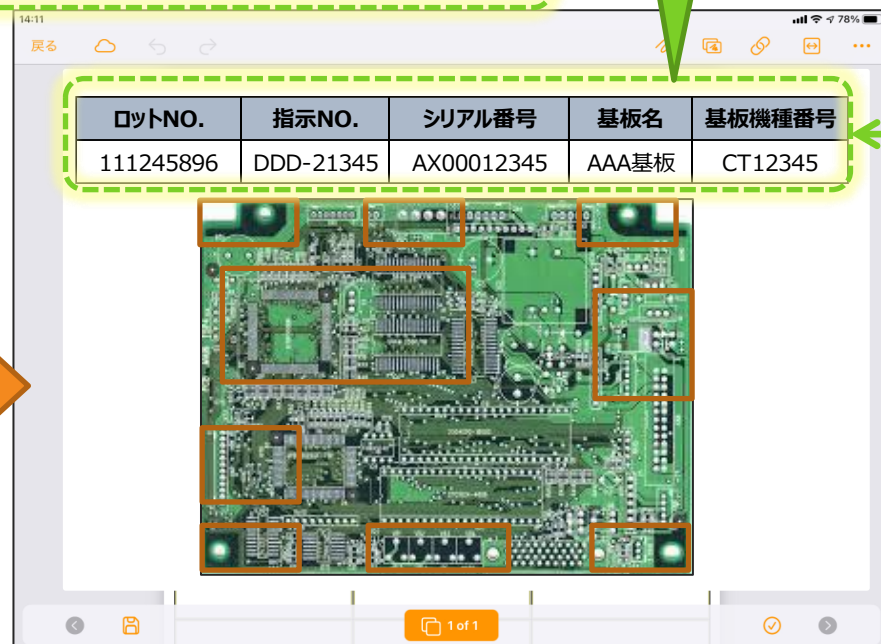 14:11
78%
戻る
ロットNO. 指示NO. シリアル番号 基板名 基板機種番号
111245896 DDD-21345 AX00012345 AAA基板 CT12345
1 of 1